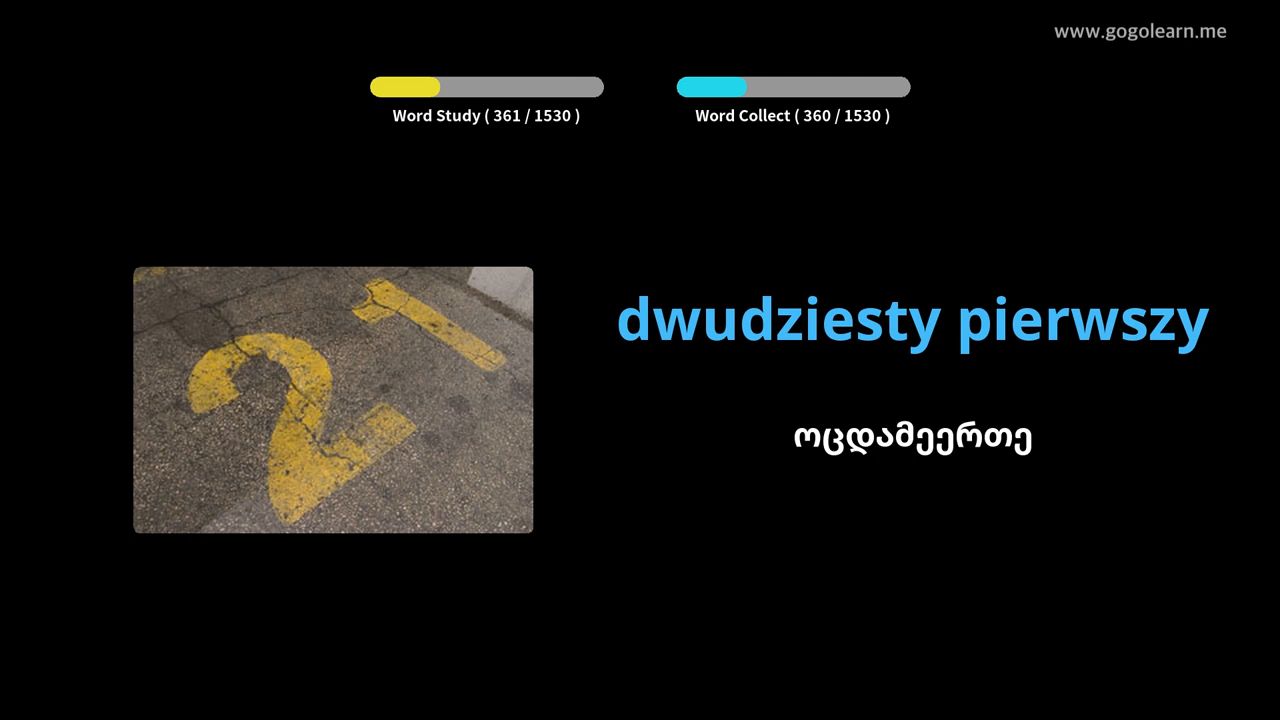 www.gogolearn.me
Word Study ( 361 / 1530 )
Word Collect ( 360 / 1530 )
21
dwudziesty pierwszy
ოცდამეერთე